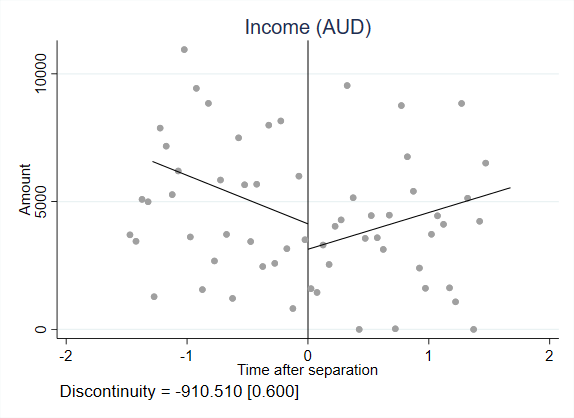 Income (AUD)
10000
5000
0
Amount
-2 -1 0 1 2
Time after separation
Discontinuity = -910.510 [0.600]